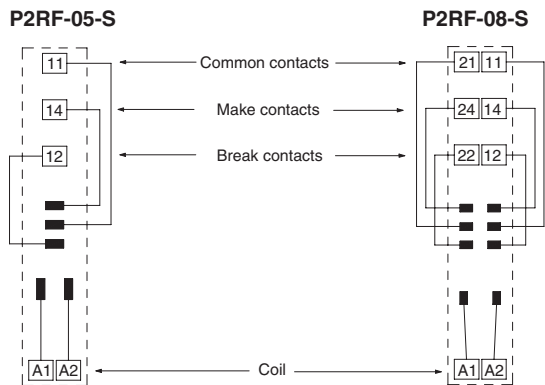 P2RF-05-S P2RF-08-S
11 Common contacts 21 11
14 Make contacts 24 14
12 Break contacts 22 12
A1 A2 Coil A1 A2